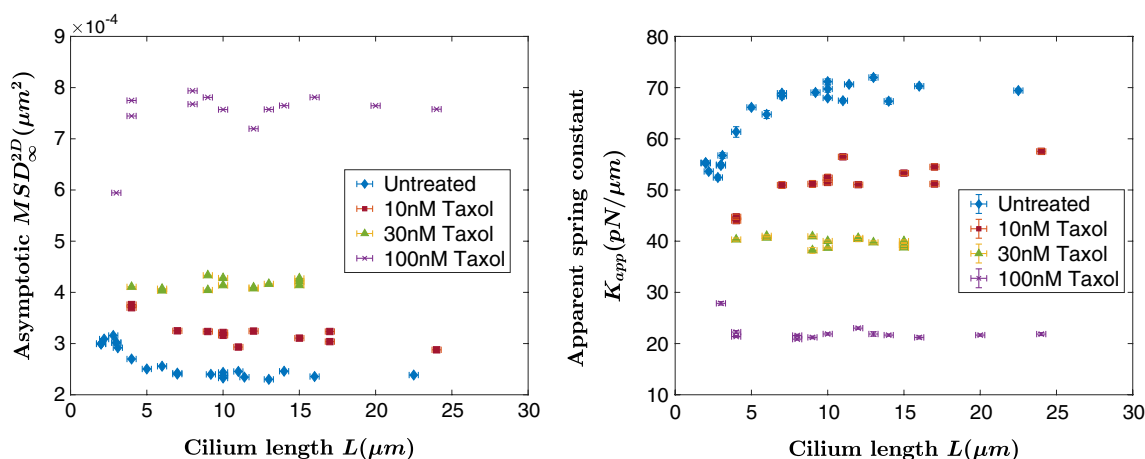 ×10⁻⁴
9
8
7
6
5
4
3
2
0 5 10 15 20 25 30
Asymptotic MSD∞²ᴰ(μm²)
Cilium length L(μm)
Untreated
10nM Taxol
30nM Taxol
100nM Taxol
80
70
60
50
40
30
20
10
0 5 10 15 20 25 30
Apparent spring constant
K_app(pN/μm)
Cilium length L(μm)
Untreated
10nM Taxol
30nM Taxol
100nM Taxol